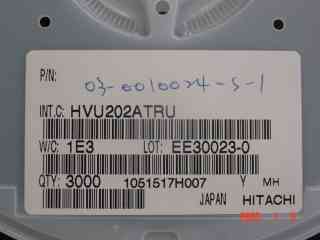 P/N:
03-0010024-S-1
INT.C: HVU202ATRU
W/C: 1E3 LOT: EE30023-0
QTY: 3000 1051517H007 Y MH
JAPAN HITACHI